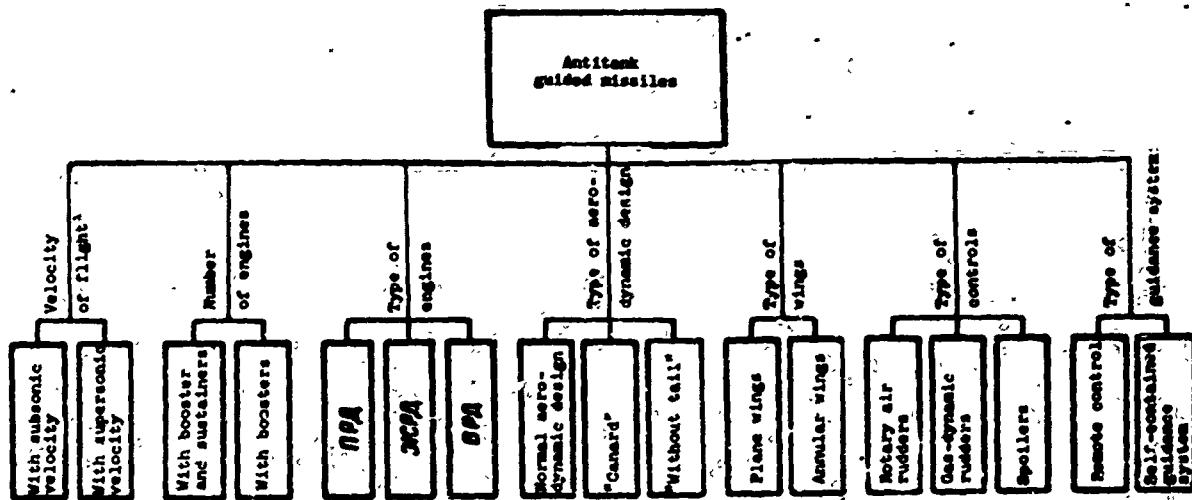 Antitank
guided missiles
Velocity
of flight¹
Number
of engines
Type of
engines
Type of aero-
dynamic design
Type of
wings
Type of
controls
Type of
guidance system
With subsonic
velocity
With supersonic
velocity
With booster
and sustainers
With boosters
ПРД
ЖРД
ВРД
Normal aero-
dynamic design
"Canard"
"Without tail"
Plane wings
Annular wings
Rotary air
rudders
Gas-dynamic
rudders
Spoilers
Remote control
Self-contained
guidance
system